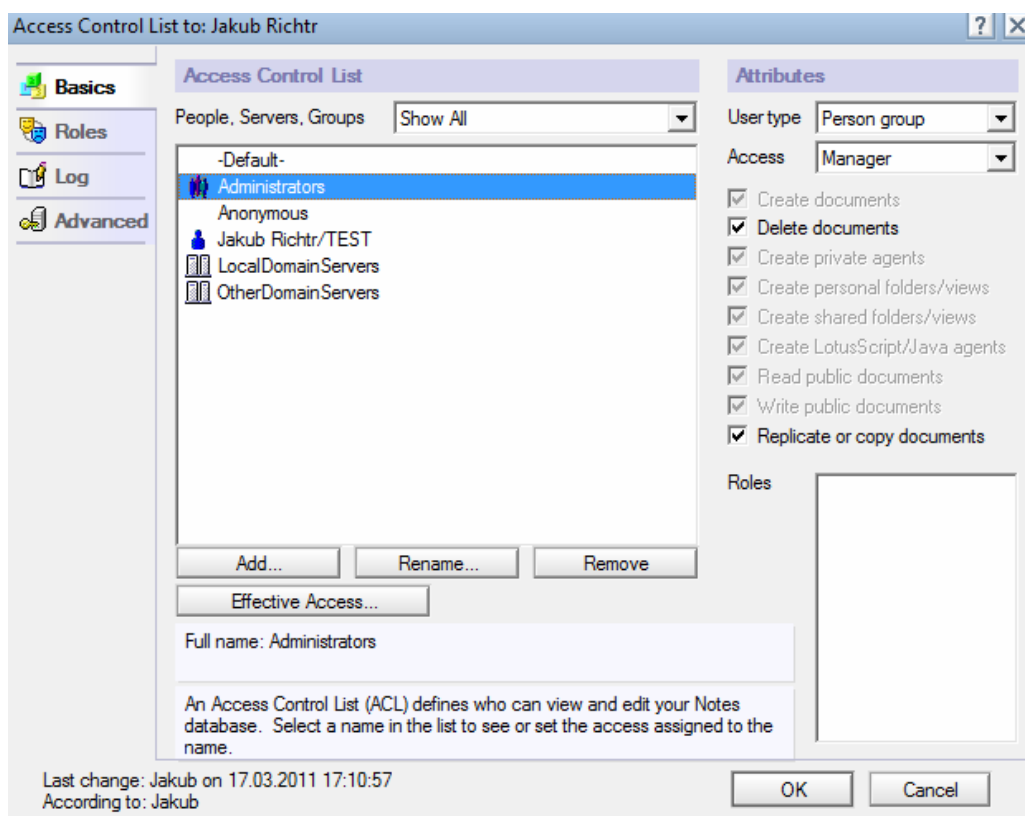 Access Control List to: Jakub Richtr
?
Basics
Roles
Log
Advanced
Access Control List
People, Servers, Groups Show All
-Default-
Administrators
Anonymous
Jakub Richtr/TEST
LocalDomainServers
OtherDomainServers
Add... Rename... Remove
Effective Access...
Full name: Administrators
An Access Control List (ACL) defines who can view and edit your Notes
database. Select a name in the list to see or set the access assigned to the
name.
Attributes
User type Person group
Access Manager
Create documents
Delete documents
Create private agents
Create personal folders/views
Create shared folders/views
Create LotusScript/Java agents
Read public documents
Write public documents
Replicate or copy documents
Roles
Last change: Jakub on 17.03.2011 17:10:57
According to: Jakub
OK Cancel